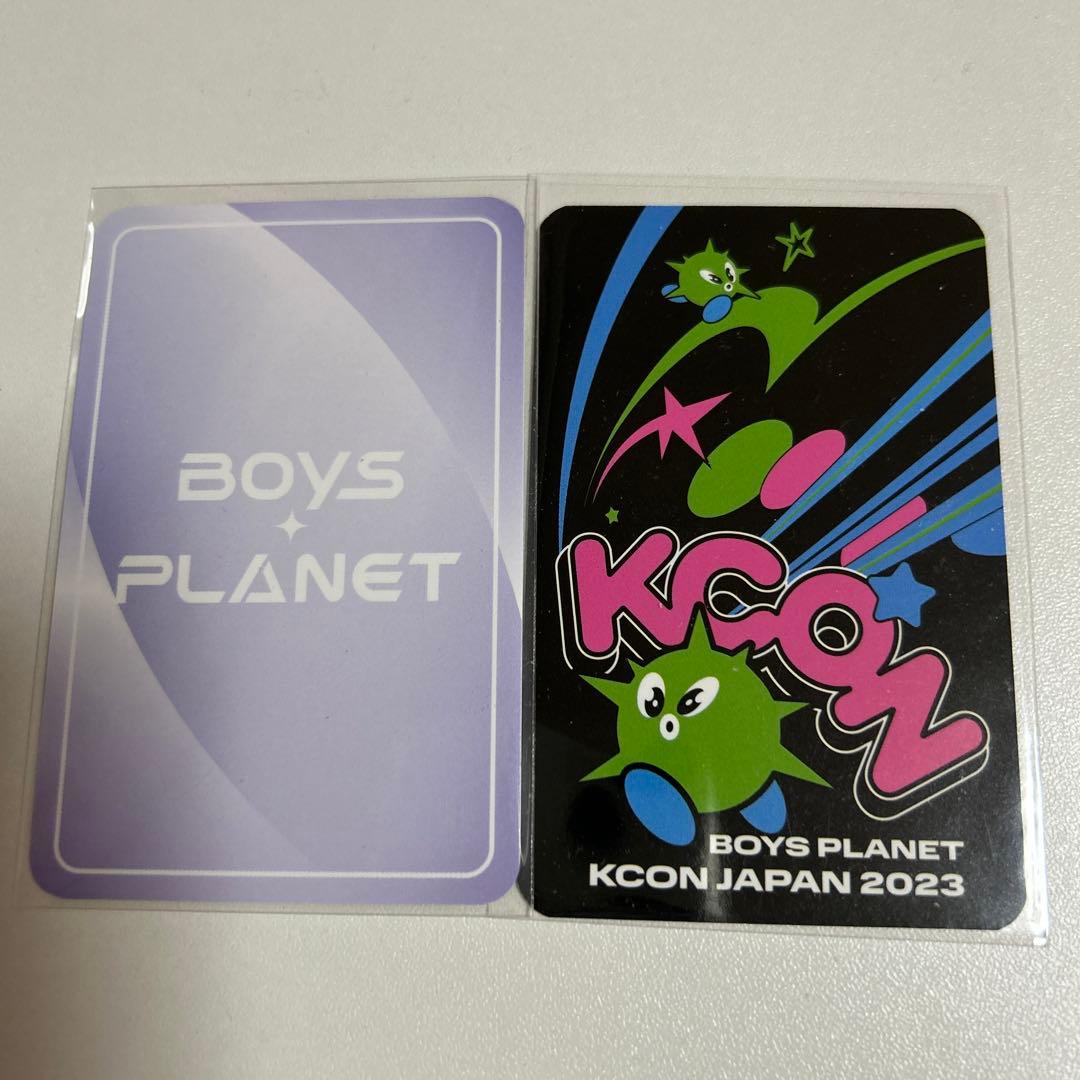 BOYS
PLANET
KCON
BOYS PLANET
KCON JAPAN 2023